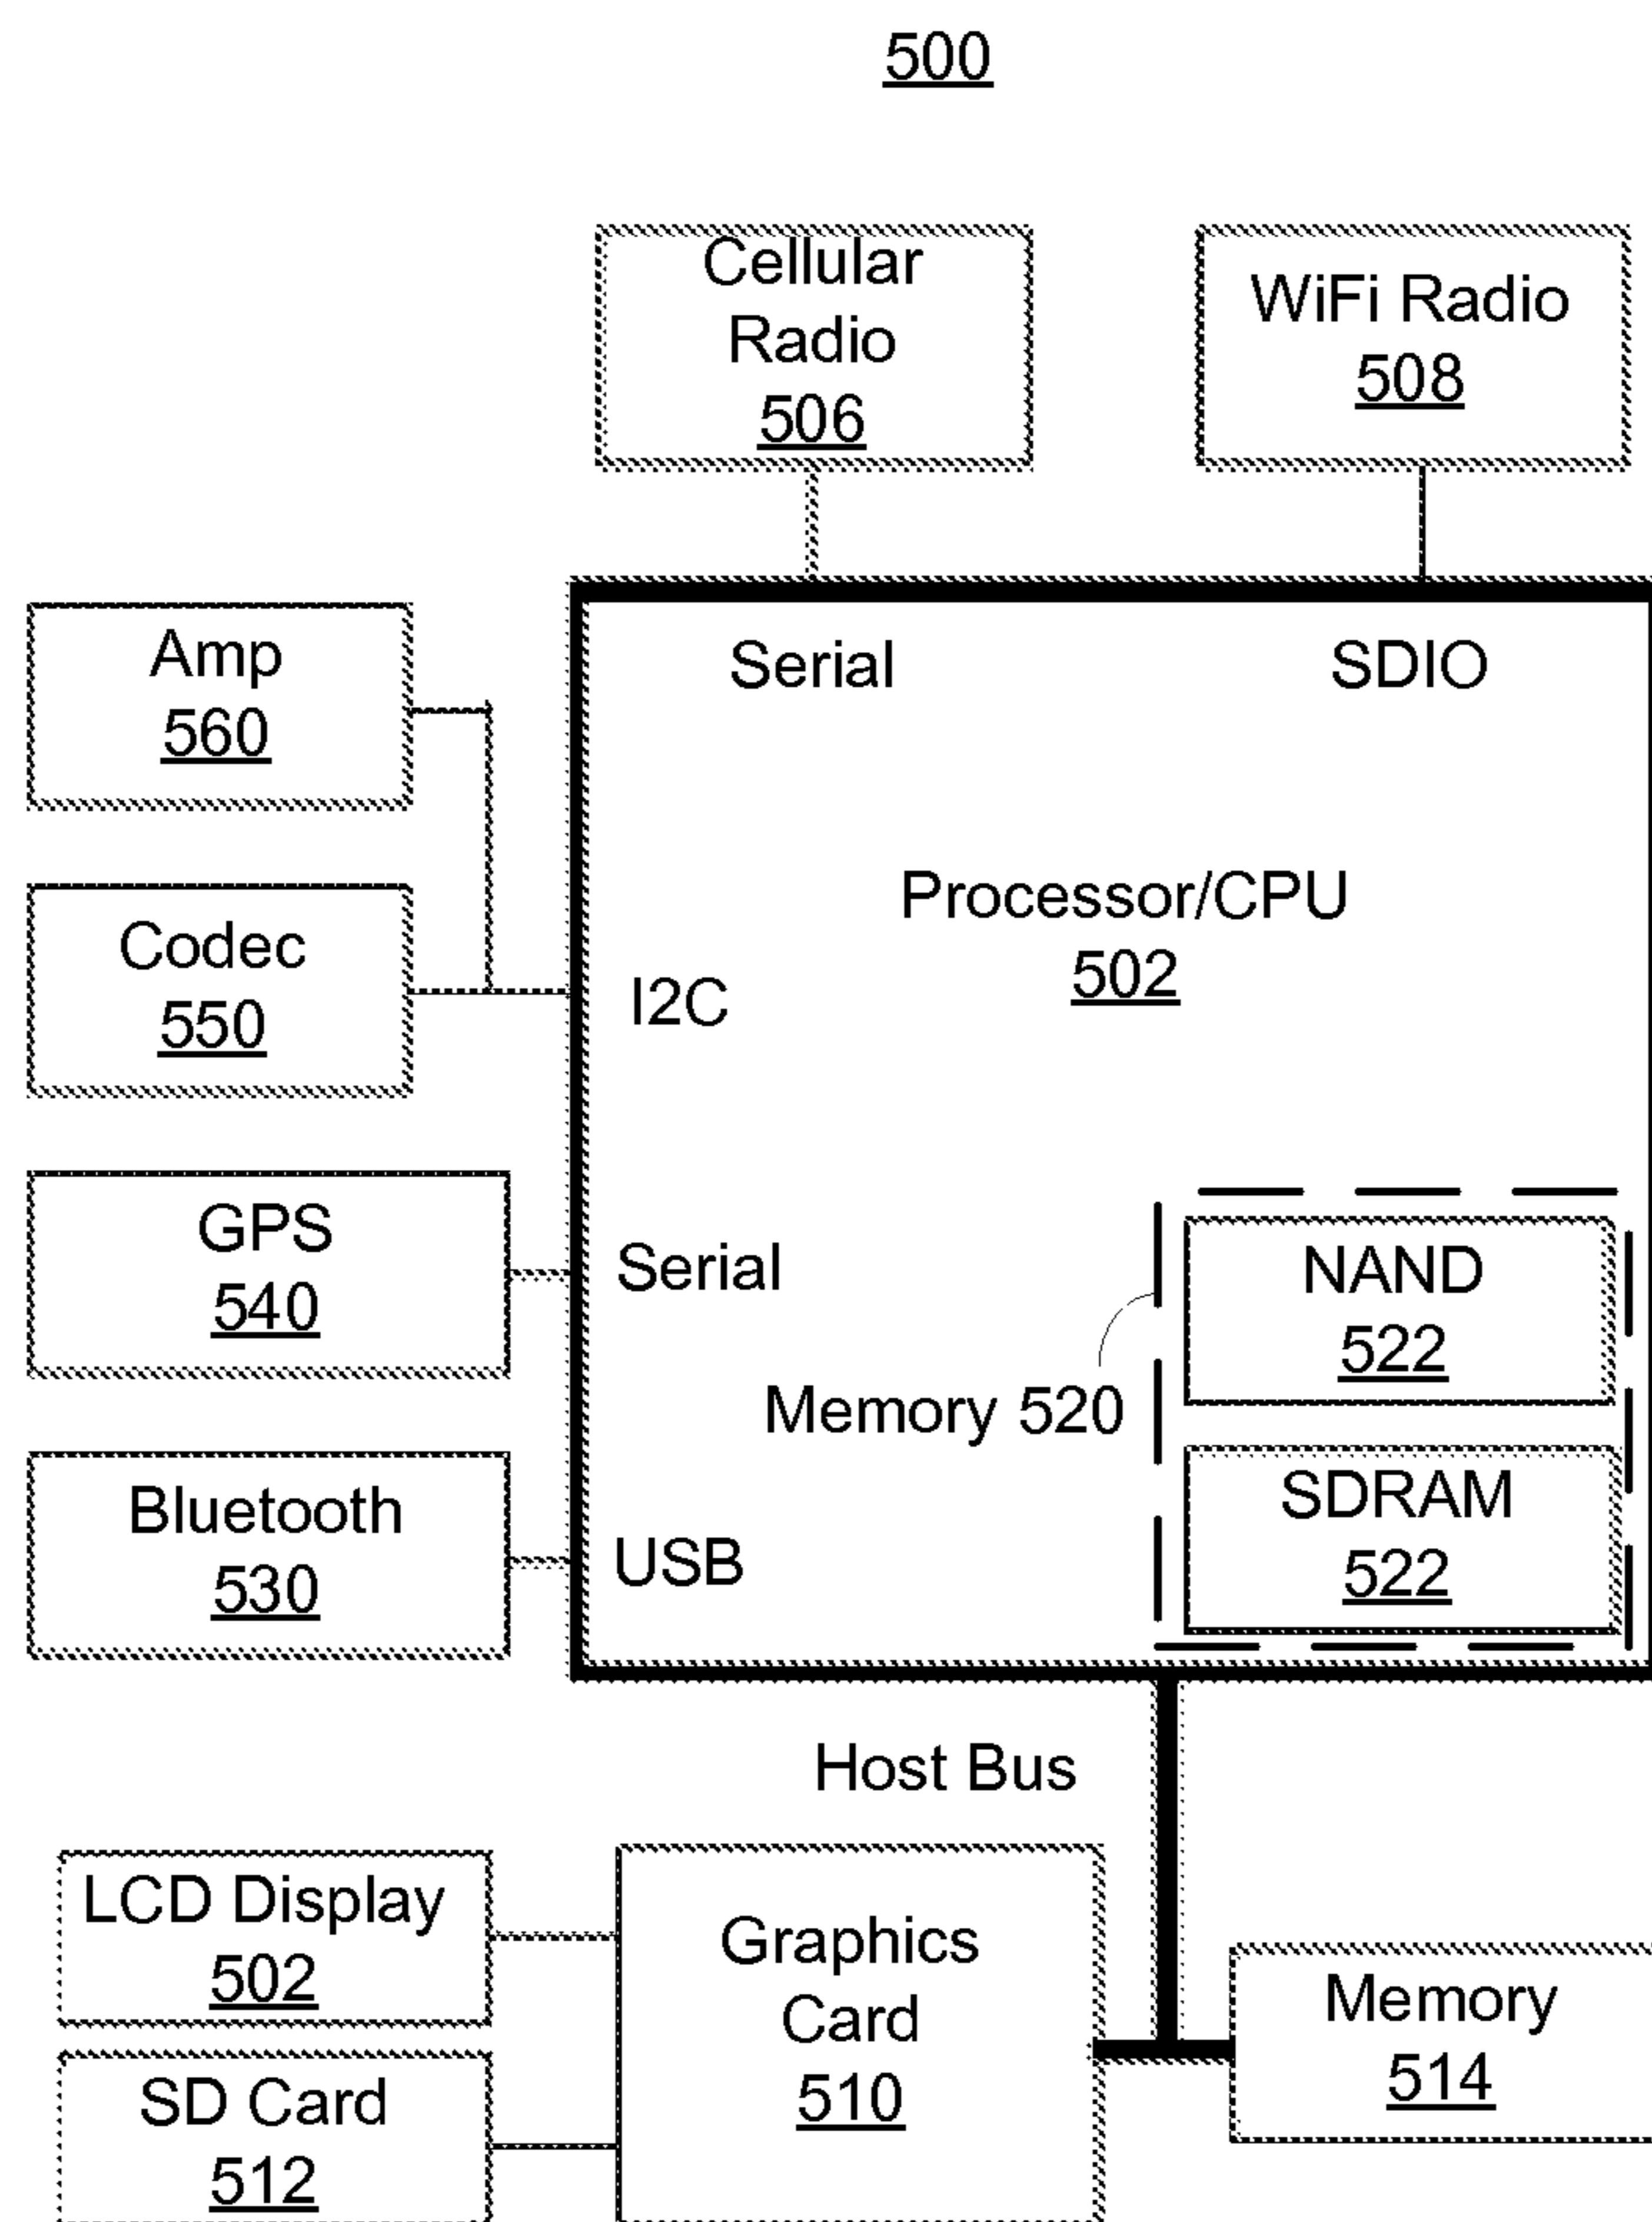 500
Cellular
Radio
506
WiFi Radio
508
Amp
560
Serial
SDIO
Processor/CPU
502
Codec
550
I2C
GPS
540
Serial
NAND
522
Memory 520
Bluetooth
530
USB
SDRAM
522
Host Bus
LCD Display
502
Graphics
Card
510
Memory
514
SD Card
512